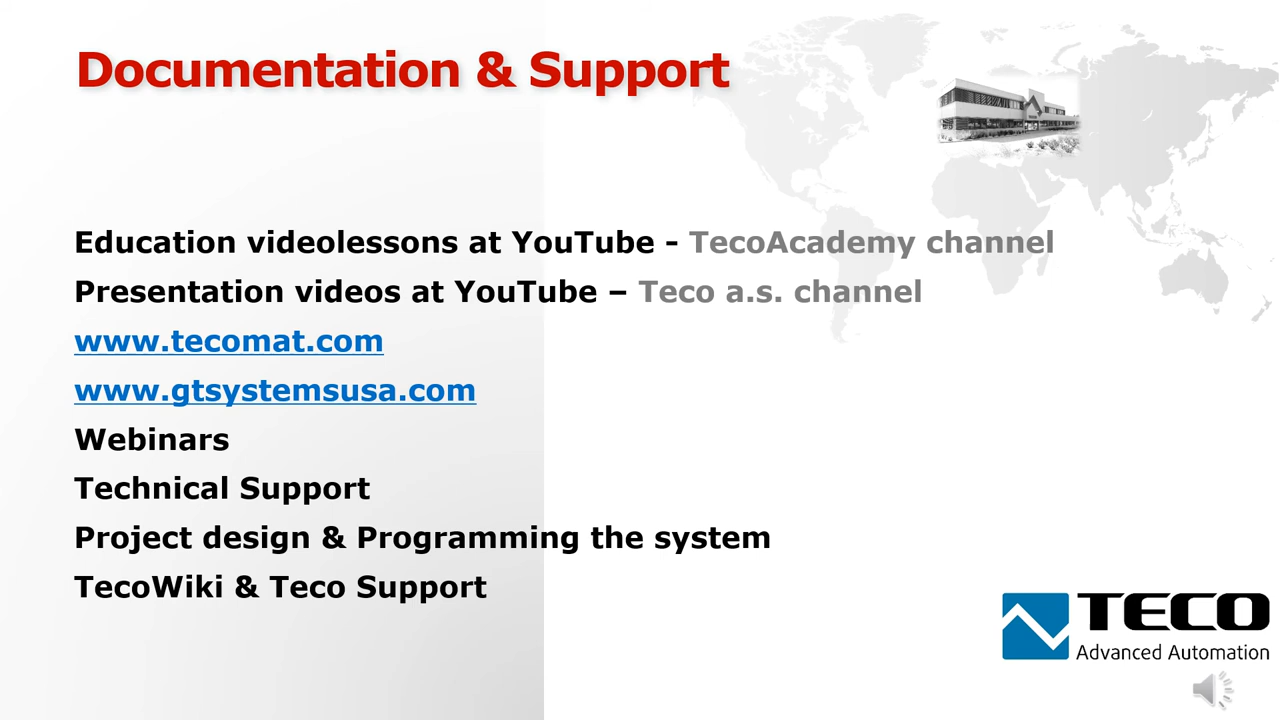 Documentation & Support
Education videolessons at YouTube - TecoAcademy channel
Presentation videos at YouTube – Teco a.s. channel
www.tecomat.com
www.gtsystemsusa.com
Webinars
Technical Support
Project design & Programming the system
TecoWiki & Teco Support
TECO
Advanced Automation